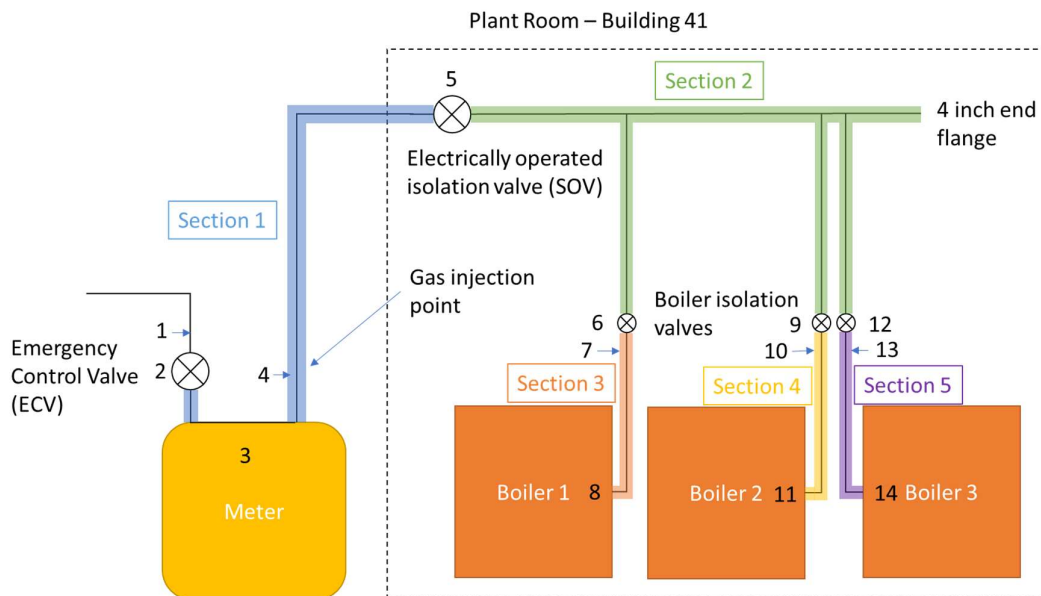 Plant Room – Building 41
5
Section 2
4 inch end
flange
Electrically operated
isolation valve (SOV)
Section 1
Gas injection
point
1
Emergency
Control Valve
(ECV)
2
4
3
Meter
Boiler isolation
valves
6
7
Section 3
8
Boiler 1
9
10
Section 4
Boiler 2
11
12
13
Section 5
14
Boiler 3